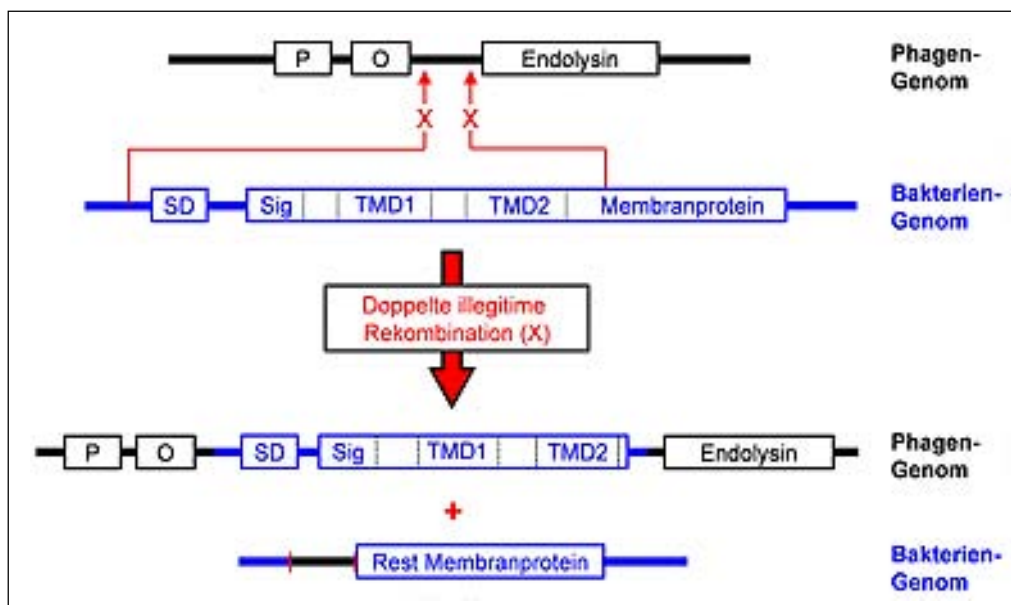 P O Endolysin
Phagen-
Genom
X X
SD Sig TMD1 TMD2 Membranprotein
Bakterien-
Genom
Doppelte illegitime
Rekombination (X)
P O SD Sig TMD1 TMD2 Endolysin
Phagen-
Genom
+
Rest Membranprotein
Bakterien-
Genom